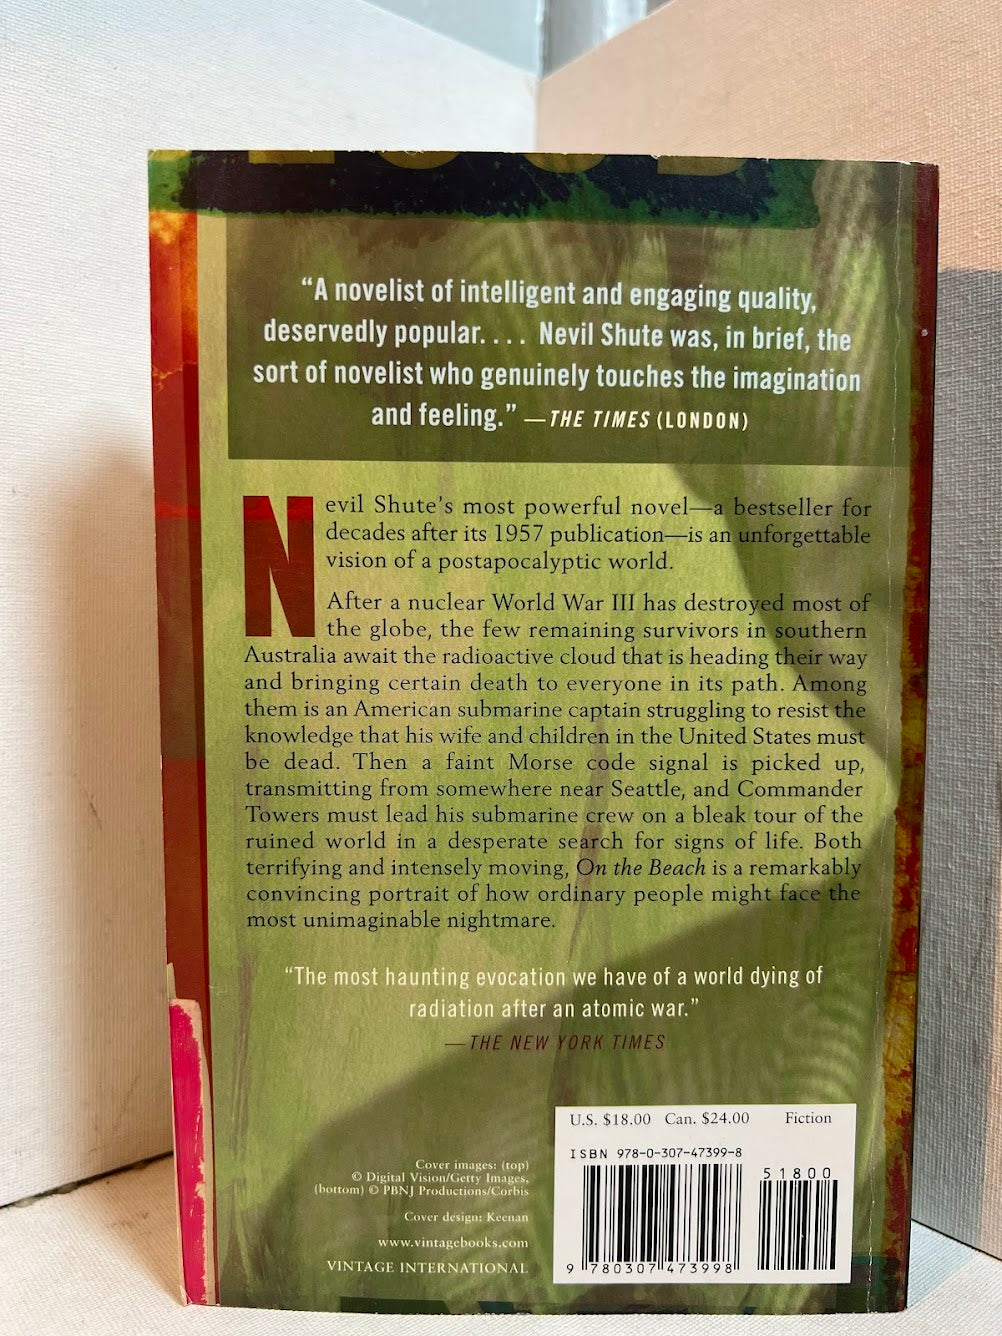 “A novelist of intelligent and engaging quality,
deservedly popular. . . . Nevil Shute was, in brief, the
sort of novelist who genuinely touches the imagination
and feeling.” —THE TIMES (LONDON)
Nevil Shute’s most powerful novel—a bestseller for
decades after its 1957 publication—is an unforgettable
vision of a postapocalyptic world.
After a nuclear World War III has destroyed most of
the globe, the few remaining survivors in southern
Australia await the radioactive cloud that is heading their way
and bringing certain death to everyone in its path. Among
them is an American submarine captain struggling to resist the
knowledge that his wife and children in the United States must
be dead. Then a faint Morse code signal is picked up,
transmitting from somewhere near Seattle, and Commander
Towers must lead his submarine crew on a bleak tour of the
ruined world in a desperate search for signs of life. Both
terrifying and intensely moving, On the Beach is a remarkably
convincing portrait of how ordinary people might face the
most unimaginable nightmare.
“The most haunting evocation we have of a world dying of
radiation after an atomic war.”
—THE NEW YORK TIMES
Cover images: (top)
© Digital Vision/Getty Images,
(bottom) © PBNJ Productions/Corbis
Cover design: Keenan
www.vintagebooks.com
VINTAGE INTERNATIONAL
U.S. $18.00 Can. $24.00 Fiction
ISBN 978-0-307-47399-8
51800
9 780307 473998